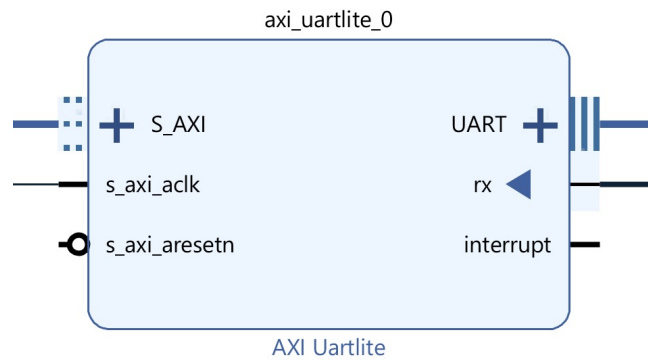 axi_uartlite_0
S_AXI
UART
s_axi_aclk
rx
s_axi_aresetn
interrupt
AXI Uartlite